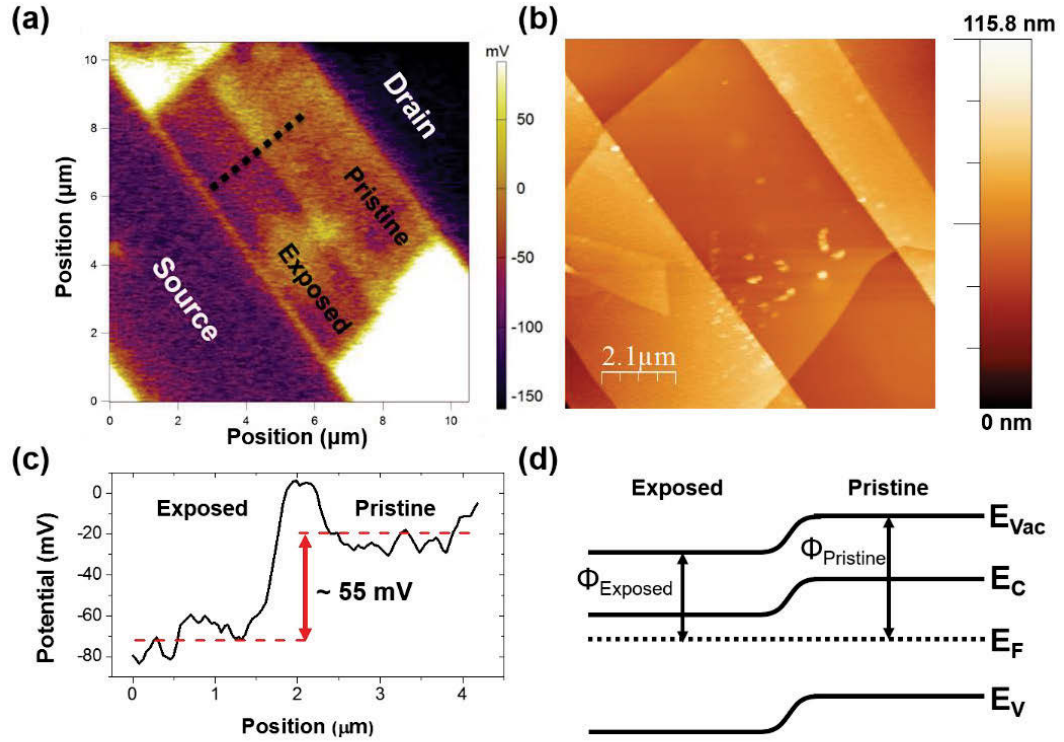 (a)
mV
10
8
6
4
2
0
0
2
4
6
8
10
Position (µm)
Position (µm)
Source
Drain
Exposed
Pristine
50
0
-50
-100
-150
(b)
2.1µm
115.8 nm
0 nm
(c)
Exposed
Pristine
~ 55 mV
0
-20
-40
-60
-80
Potential (mV)
0
1
2
3
4
Position (µm)
(d)
Exposed
Pristine
E_Vac
Φ_Exposed
Φ_Pristine
E_C
E_F
E_V